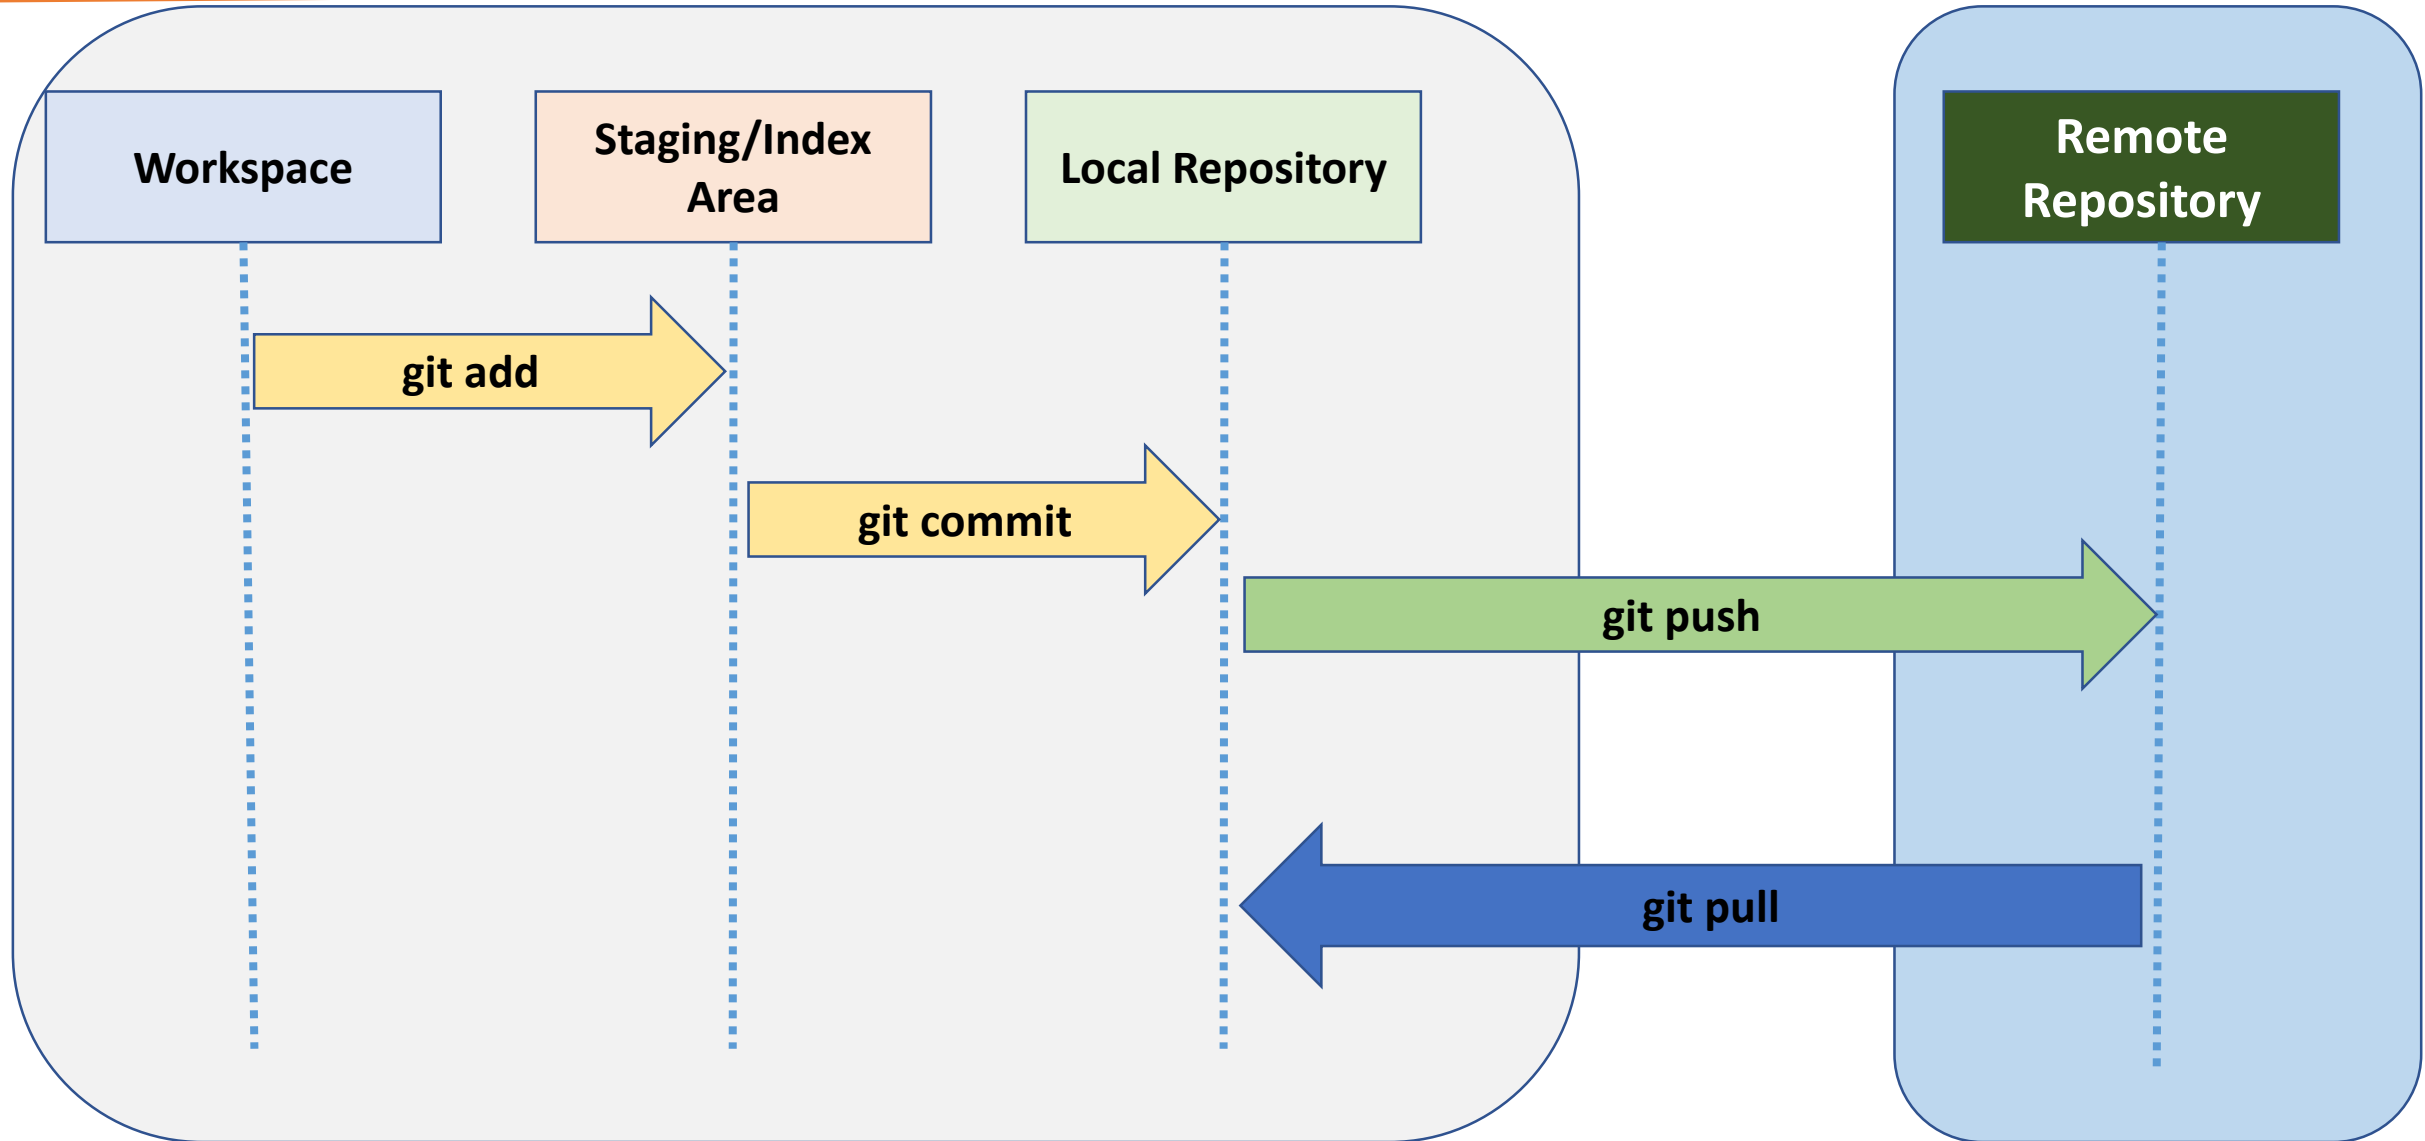 Workspace
Staging/Index
Area
Local Repository
Remote
Repository
git add
git commit
git push
git pull